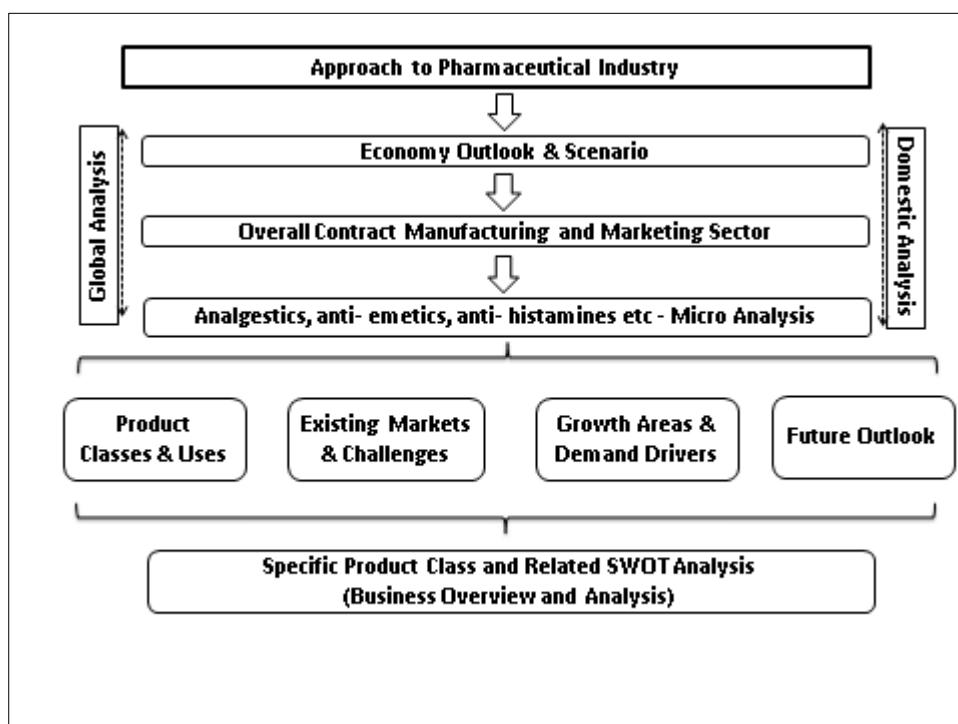 Approach to Pharmaceutical Industry
Global Analysis
Domestic Analysis
Economy Outlook & Scenario
Overall Contract Manufacturing and Marketing Sector
Analgestics, anti- emetics, anti- histamines etc - Micro Analysis
Product
Classes & Uses
Existing Markets
& Challenges
Growth Areas &
Demand Drivers
Future Outlook
Specific Product Class and Related SWOT Analysis
(Business Overview and Analysis)